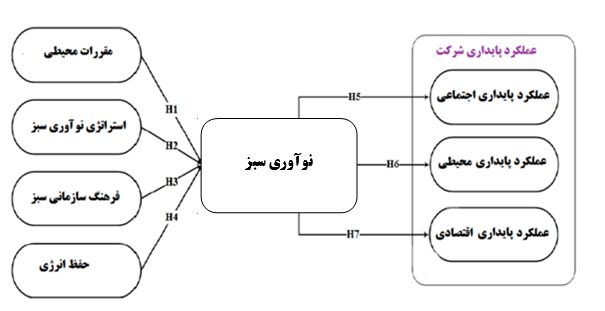 مقررات محیطی
استراتژی نوآوری سبز
فرهنگ سازمانی سبز
حفظ انرژی
H1
H2
H3
H4
نوآوری سبز
H5
H6
H7
عملکرد پایداری شرکت
عملکرد پایداری اجتماعی
عملکرد پایداری محیطی
عملکرد پایداری اقتصادی